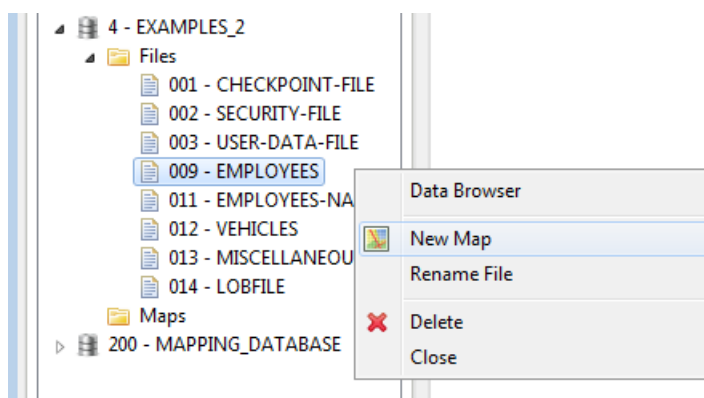 4 - EXAMPLES_2
Files
001 - CHECKPOINT-FILE
002 - SECURITY-FILE
003 - USER-DATA-FILE
009 - EMPLOYEES
011 - EMPLOYEES-NA
012 - VEHICLES
013 - MISCELLANEOU
014 - LOBFILE
Maps
200 - MAPPING_DATABASE
Data Browser
New Map
Rename File
Delete
Close